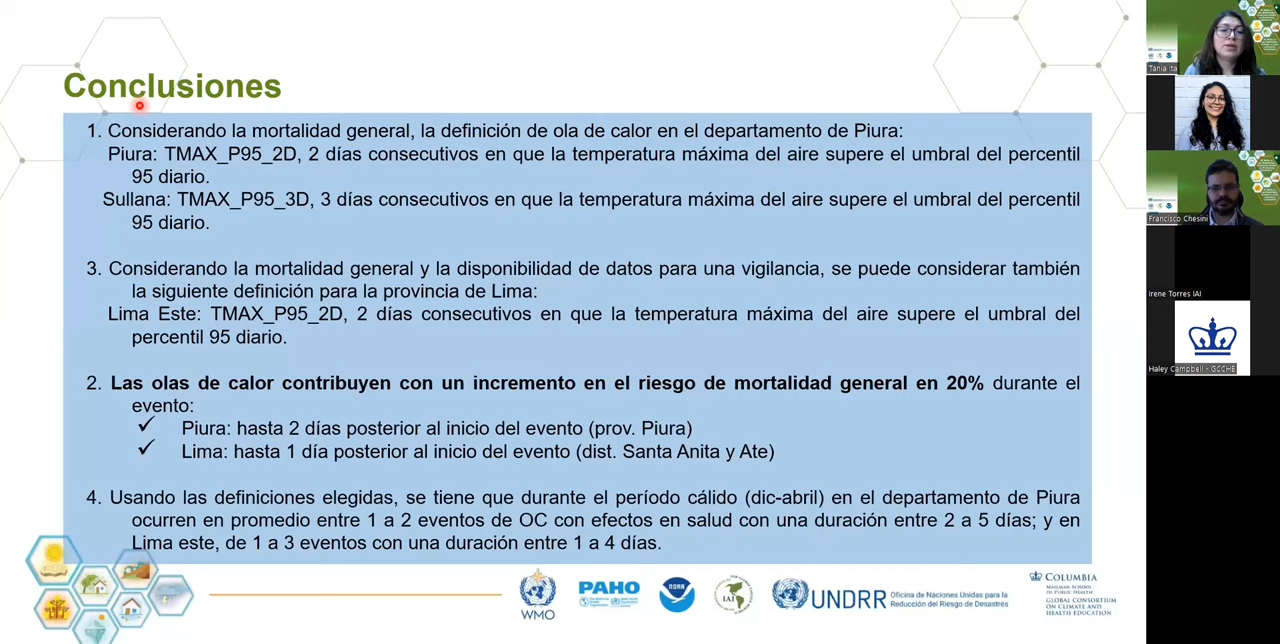 Conclusiones
1. Considerando la mortalidad general, la definición de ola de calor en el departamento de Piura:
Piura: TMAX_P95_2D, 2 días consecutivos en que la temperatura máxima del aire supere el umbral del percentil
95 diario.
Sullana: TMAX_P95_3D, 3 días consecutivos en que la temperatura máxima del aire supere el umbral del percentil
95 diario.
3. Considerando la mortalidad general y la disponibilidad de datos para una vigilancia, se puede considerar también
la siguiente definición para la provincia de Lima:
Lima Este: TMAX_P95_2D, 2 días consecutivos en que la temperatura máxima del aire supere el umbral del
percentil 95 diario.
2. Las olas de calor contribuyen con un incremento en el riesgo de mortalidad general en 20% durante el
evento:
✓ Piura: hasta 2 días posterior al inicio del evento (prov. Piura)
✓ Lima: hasta 1 día posterior al inicio del evento (dist. Santa Anita y Ate)
4. Usando las definiciones elegidas, se tiene que durante el período cálido (dic-abril) en el departamento de Piura
ocurren en promedio entre 1 a 2 eventos de OC con efectos en salud con una duración entre 2 a 5 días; y en
Lima este, de 1 a 3 eventos con una duración entre 1 a 4 días.
WMO
PAHO
NOAA
IAI
UNDRR
Oficina de Naciones Unidas para la
Reducción del Riesgo de Desastres
COLUMBIA
MAILMAN SCHOOL
OF PUBLIC HEALTH
GLOBAL CONSORTIUM
ON CLIMATE AND
HEALTH EDUCATION
Tania Ita
Francisco Chesini
Irene Torres IAI
Haley Campbell - GCCHE